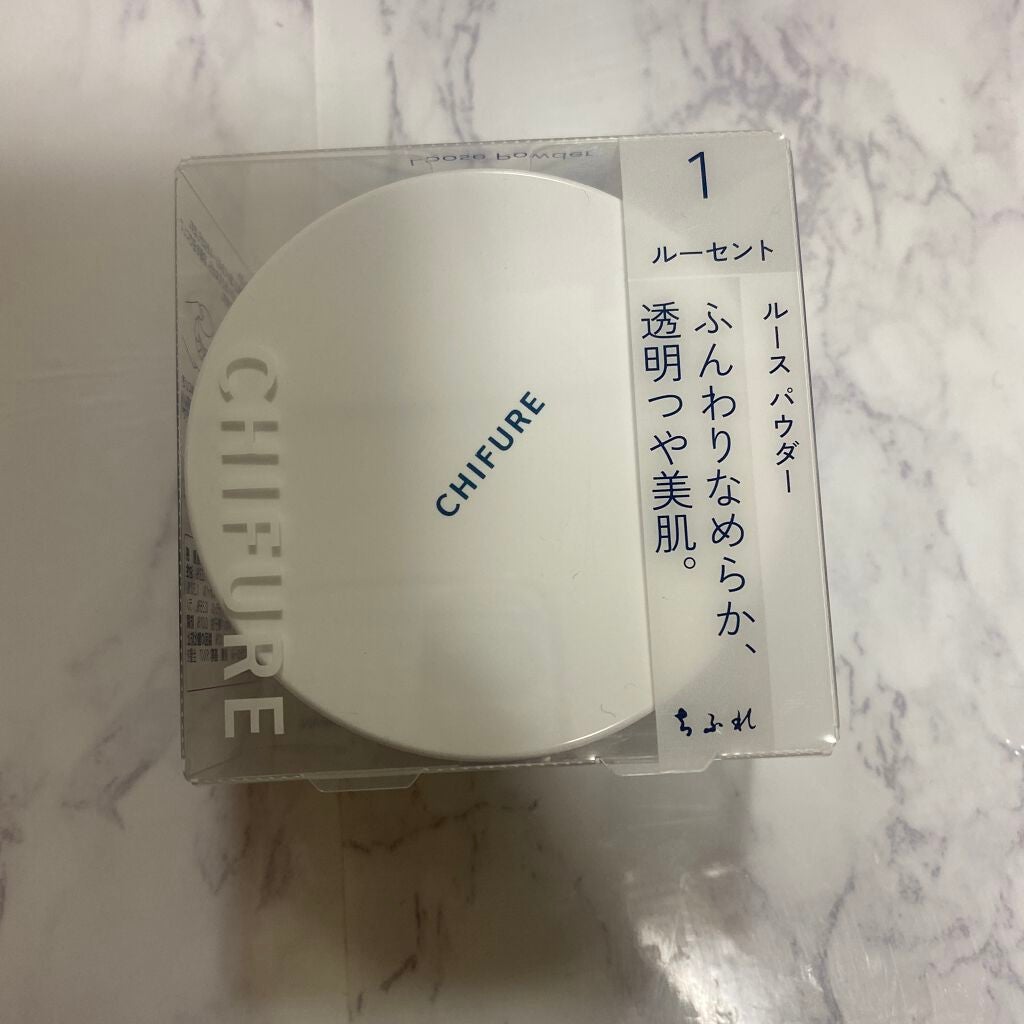 Loose Powder
1
ルーセント
ルース パウダー
ふんわりなめらか、
透明つや美肌。
ちふれ
CHIFURE
CHIFURE